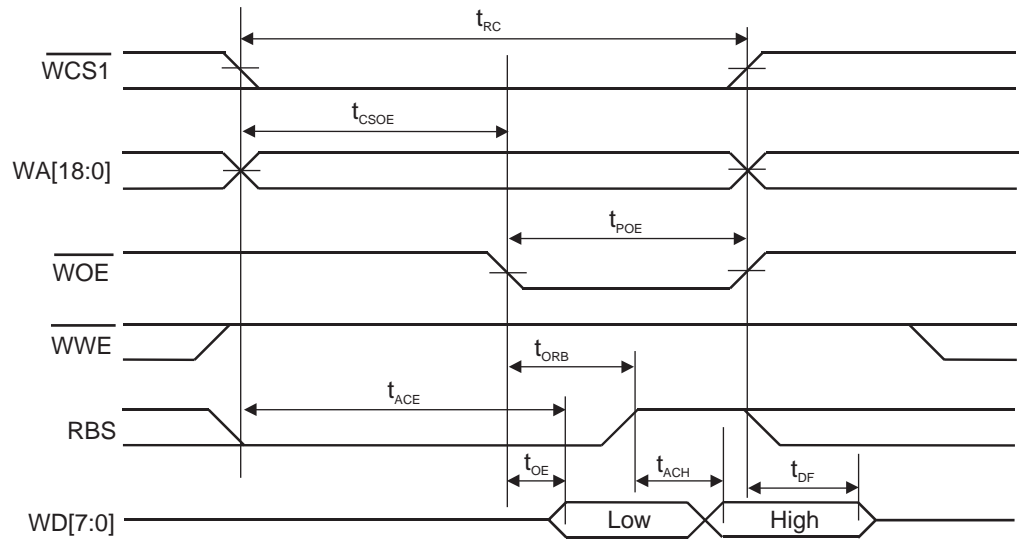 tRC
WCS1
tCSOE
WA[18:0]
tPOE
WOE
WWE
tORB
tACE
RBS
tOE
tACH
tDF
WD[7:0]
Low
High